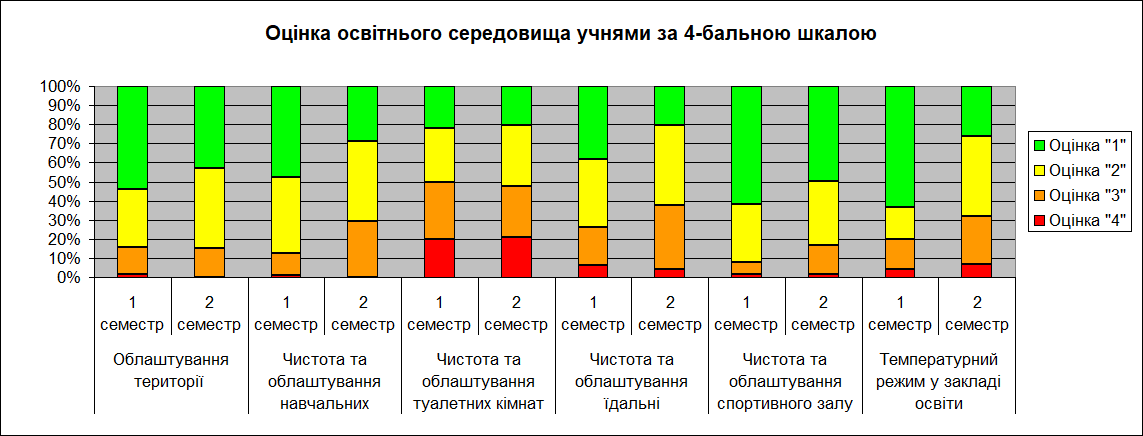 Оцінка освітнього середовища учнями за 4-бальною шкалою
100%
90%
80%
70%
60%
50%
40%
30%
20%
10%
0%
Оцінка "1"
Оцінка "2"
Оцінка "3"
Оцінка "4"
1 семестр
2 семестр
1 семестр
2 семестр
1 семестр
2 семестр
1 семестр
2 семестр
1 семестр
2 семестр
1 семестр
2 семестр
Облаштування
території
Чистота та
облаштування
навчальних
Чистота та
облаштування
туалетних кімнат
Чистота та
облаштування
їдальні
Чистота та
облаштування
спортивного залу
Температурний
режим у закладі
освіти